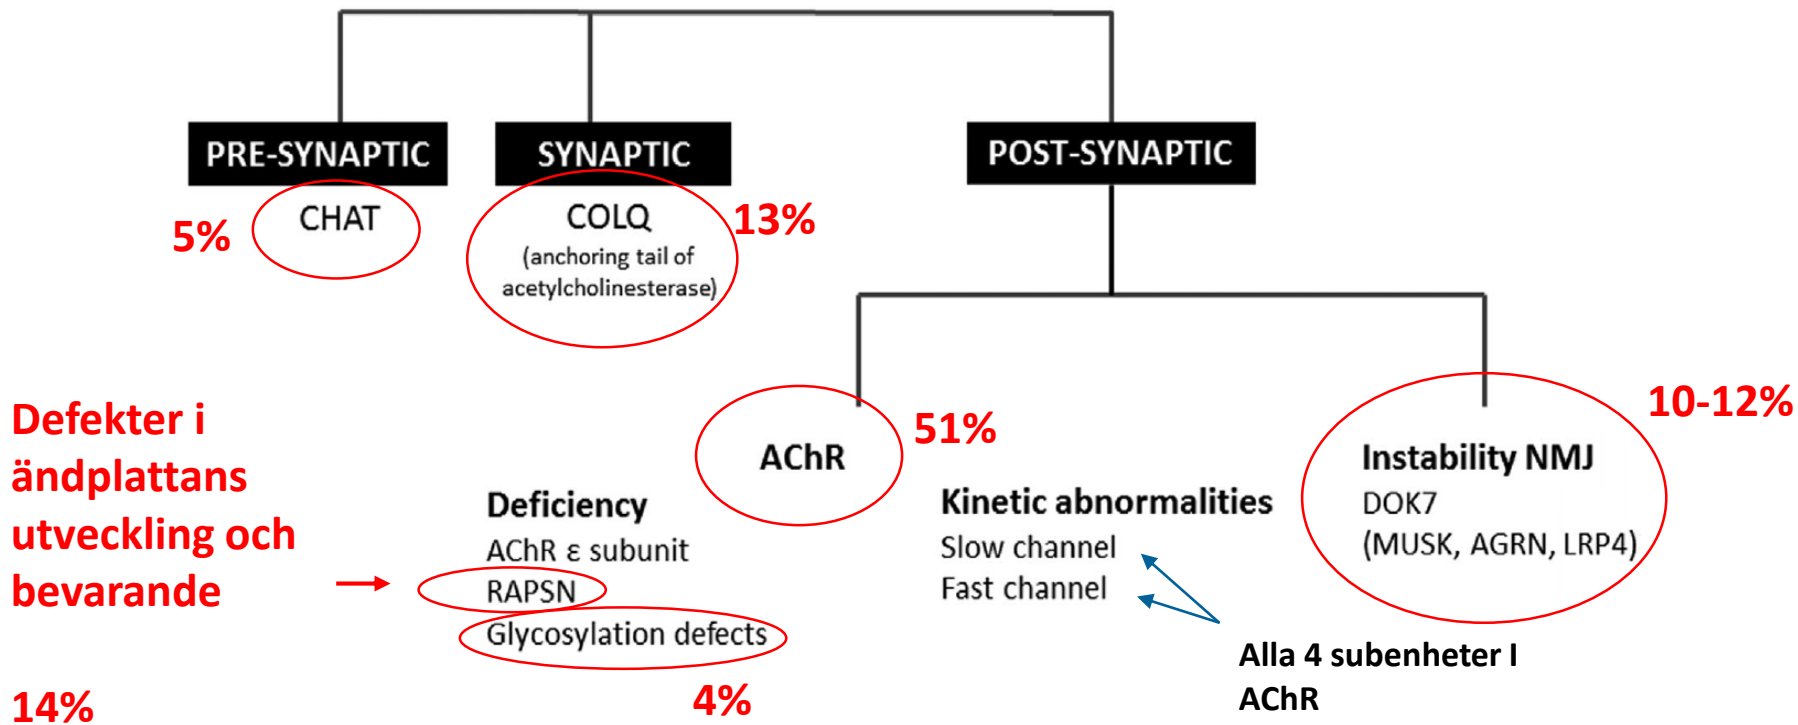 PRE-SYNAPTIC
SYNAPTIC
POST-SYNAPTIC
5%
CHAT
COLQ
(anchoring tail of
acetylcholinesterase)
13%
Defekter i
ändplattans
utveckling och
bevarande
14%
AChR
51%
Deficiency
AChR ε subunit
RAPSN
Glycosylation defects
4%
Kinetic abnormalities
Slow channel
Fast channel
Alla 4 subenheter I
AChR
10-12%
Instability NMJ
DOK7
(MUSK, AGRN, LRP4)